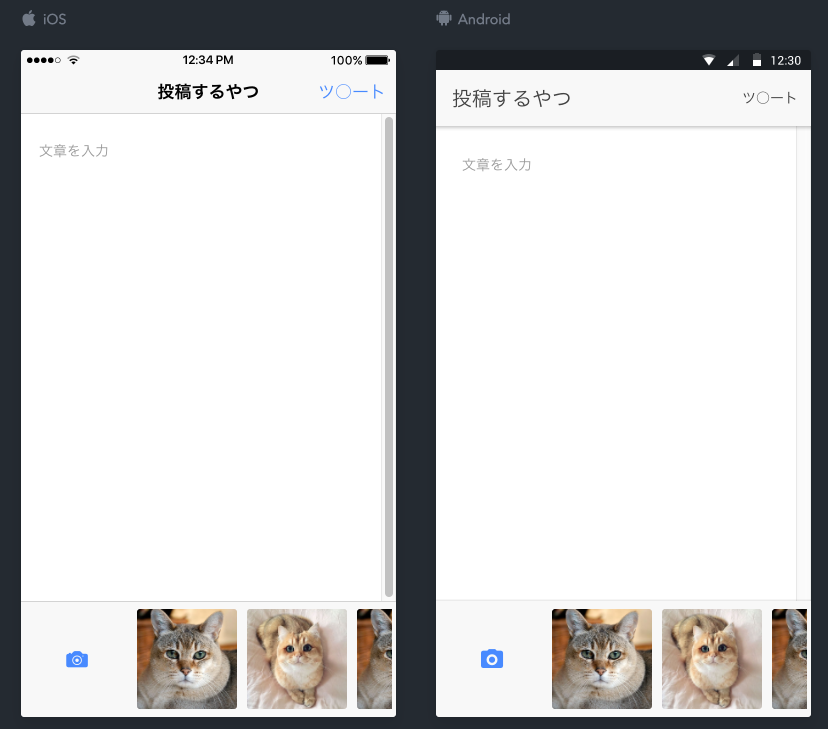 iOS
12:34 PM 100%
投稿するやつ ツ〇ート
文章を入力
Android
12:30
投稿するやつ ツ〇ート
文章を入力